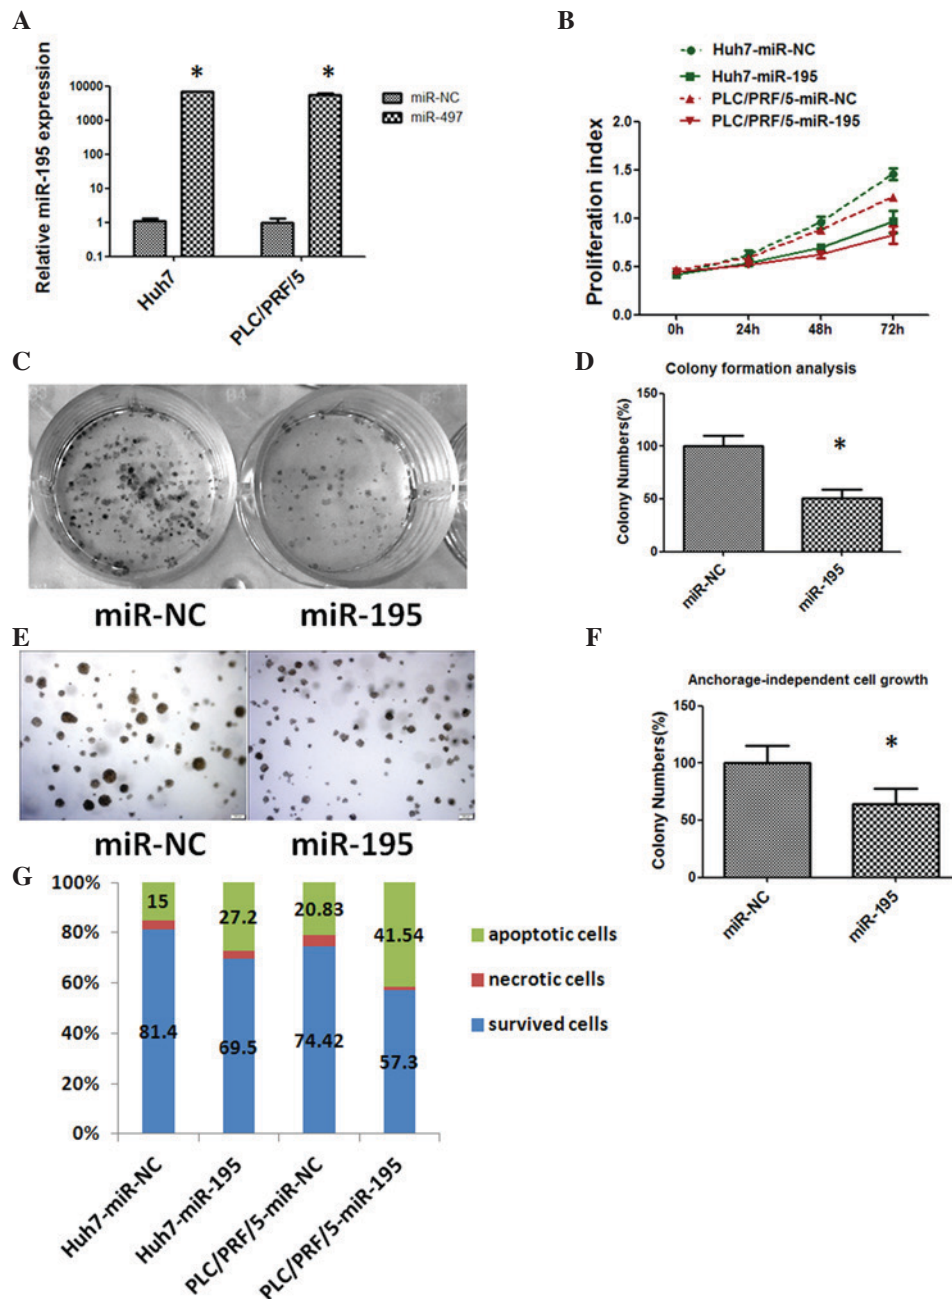 A
Relative miR-195 expression
10000
1000
100
10
1
0.1
*
*
miR-NC
miR-497
Huh7
PLC/PRF/5
B
Huh7-miR-NC
Huh7-miR-195
PLC/PRF/5-miR-NC
PLC/PRF/5-miR-195
Proliferation index
2.0
1.5
1.0
0.5
0.0
0h
24h
48h
72h
C
miR-NC
miR-195
D
Colony formation analysis
Colony Numbers(%)
150
100
50
0
*
miR-NC
miR-195
E
miR-NC
miR-195
F
Anchorage-independent cell growth
Colony Numbers(%)
150
100
50
0
*
miR-NC
miR-195
G
100%
80%
60%
40%
20%
0%
15
27.2
20.83
41.54
81.4
69.5
74.42
57.3
apoptotic cells
necrotic cells
survived cells
Huh7-miR-NC
Huh7-miR-195
PLC/PRF/5-miR-NC
PLC/PRF/5-miR-195